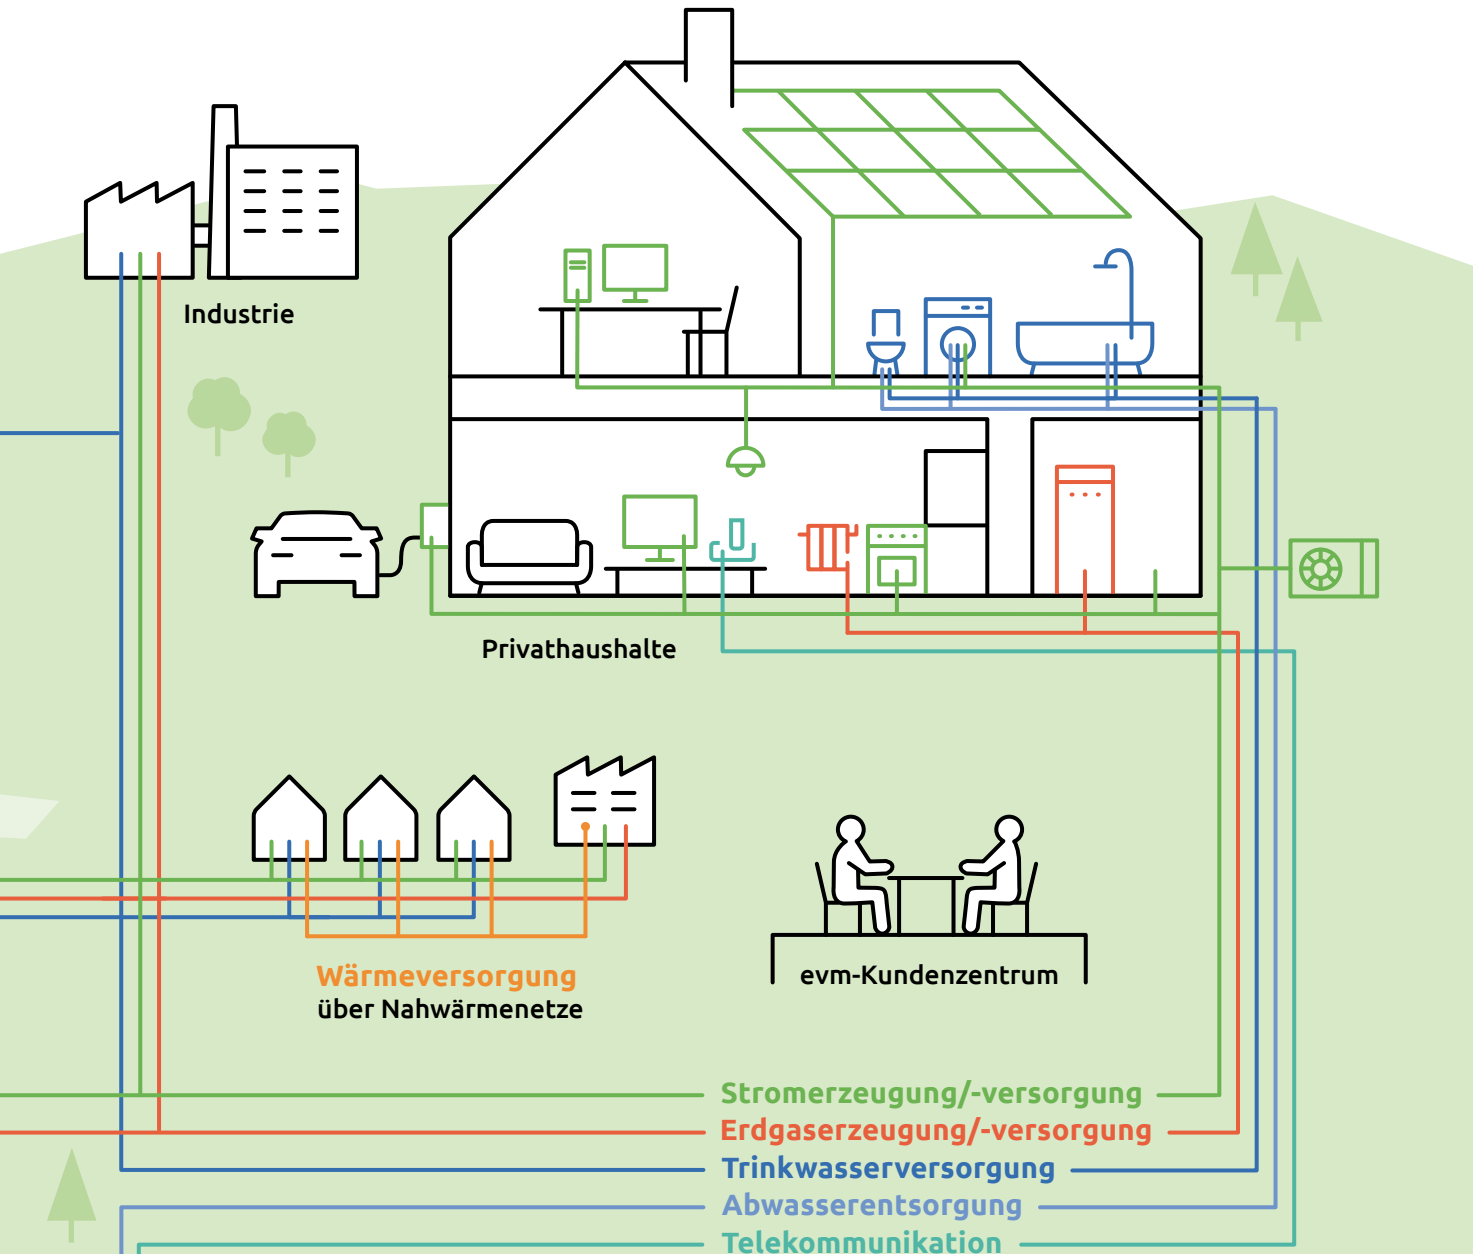 Industrie
Privathaushalte
Wärmeversorgung
über Nahwärmenetze
evm-Kundenzentrum
Stromerzeugung/-versorgung
Erdgaserzeugung/-versorgung
Trinkwasserversorgung
Abwasserentsorgung
Telekommunikation